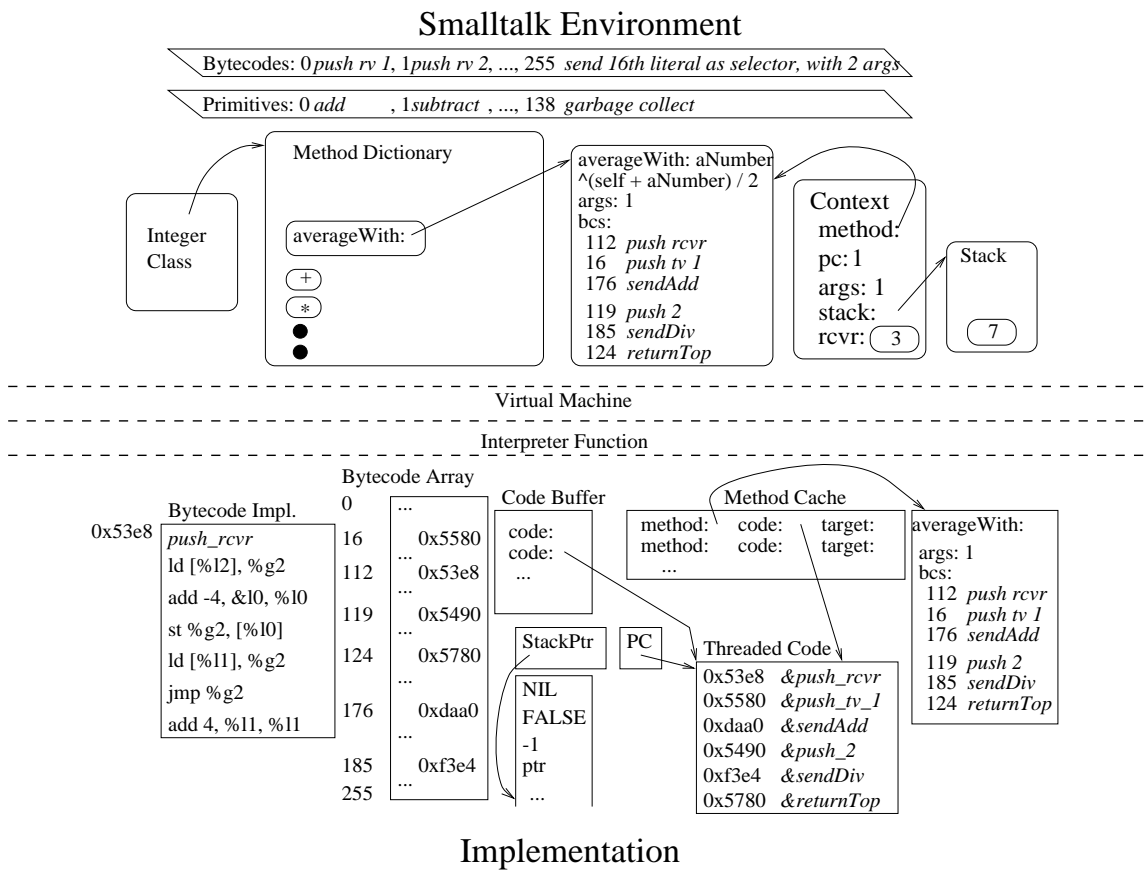 Smalltalk Environment
Bytecodes: 0 push rv 1, 1 push rv 2, ..., 255 send 16th literal as selector, with 2 args
Primitives: 0 add , 1 subtract , ..., 138 garbage collect
Integer
Class
Method Dictionary
averageWith:
+
*
averageWith: aNumber
^(self + aNumber) / 2
args: 1
bcs:
112 push rcvr
16 push tv 1
176 sendAdd
119 push 2
185 sendDiv
124 returnTop
Context
method:
pc: 1
args: 1
stack:
rcvr: 3
Stack
7
Virtual Machine
Interpreter Function
Bytecode Impl.
0x53e8
push_rcvr
ld [%l2], %g2
add -4, &l0, %l0
st %g2, [%l0]
ld [%l1], %g2
jmp %g2
add 4, %l1, %l1
Bytecode Array
0 ...
16 0x5580
...
112 0x53e8
...
119 0x5490
...
124 0x5780
...
176 0xdaa0
...
185 0xf3e4
...
255
Code Buffer
code:
code:
...
StackPtr
NIL
FALSE
-1
ptr
...
PC
Method Cache
method: code: target:
method: code: target:
...
Threaded Code
0x53e8 &push_rcvr
0x5580 &push_tv_1
0xdaa0 &sendAdd
0x5490 &push_2
0xf3e4 &sendDiv
0x5780 &returnTop
averageWith:
args: 1
bcs:
112 push rcvr
16 push tv 1
176 sendAdd
119 push 2
185 sendDiv
124 returnTop
Implementation